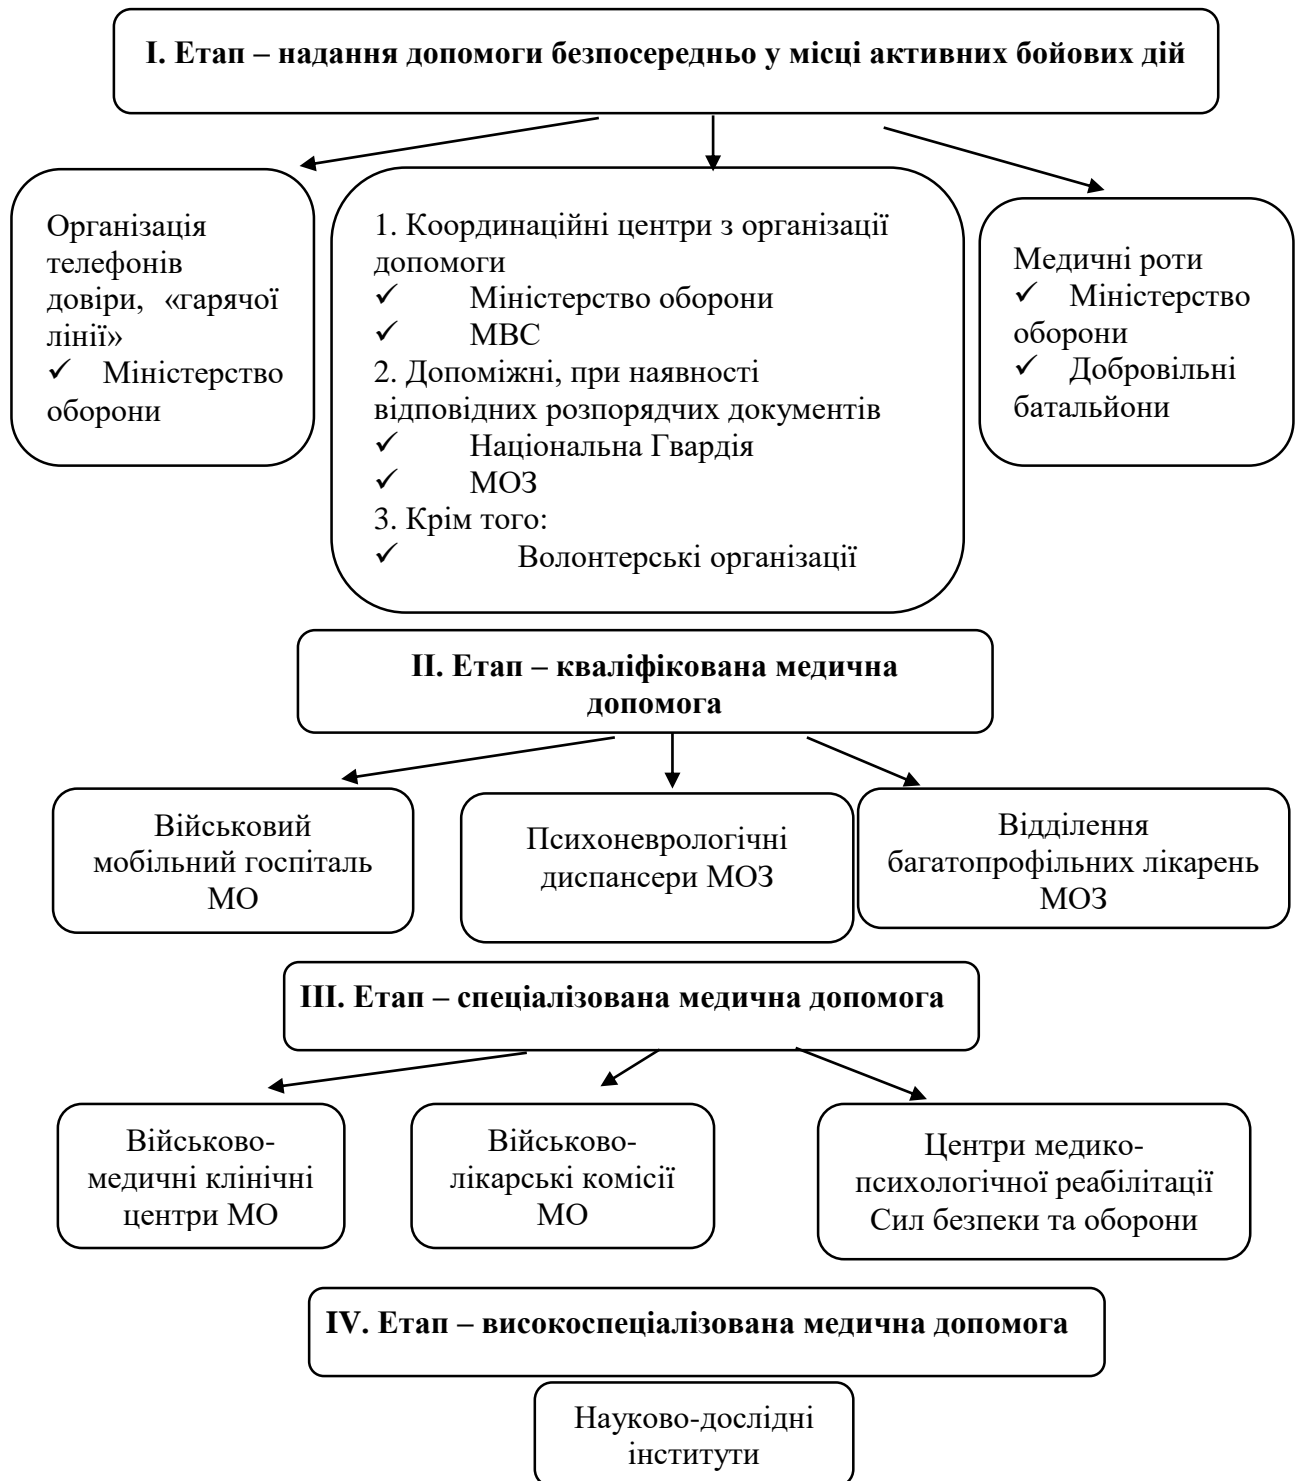 I. Етап – надання допомоги безпосередньо у місці активних бойових дій
Організація
телефонів
довіри, «гарячої
лінії»
✓ Міністерство
оборони
1. Координаційні центри з організації
допомоги
✓ Міністерство оборони
✓ МВС
2. Допоміжні, при наявності
відповідних розпорядчих документів
✓ Національна Гвардія
✓ МОЗ
3. Крім того:
✓ Волонтерські організації
Медичні роти
✓ Міністерство
оборони
✓ Добровільні
батальйони
II. Етап – кваліфікована медична
допомога
Військовий
мобільний госпіталь
МО
Психоневрологічні
диспансери МОЗ
Відділення
багатопрофільних лікарень
МОЗ
III. Етап – спеціалізована медична допомога
Військово-
медичні клінічні
центри МО
Військово-
лікарські комісії
МО
Центри медико-
психологічної реабілітації
Сил безпеки та оборони
IV. Етап – високоспеціалізована медична допомога
Науково-дослідні
інститути